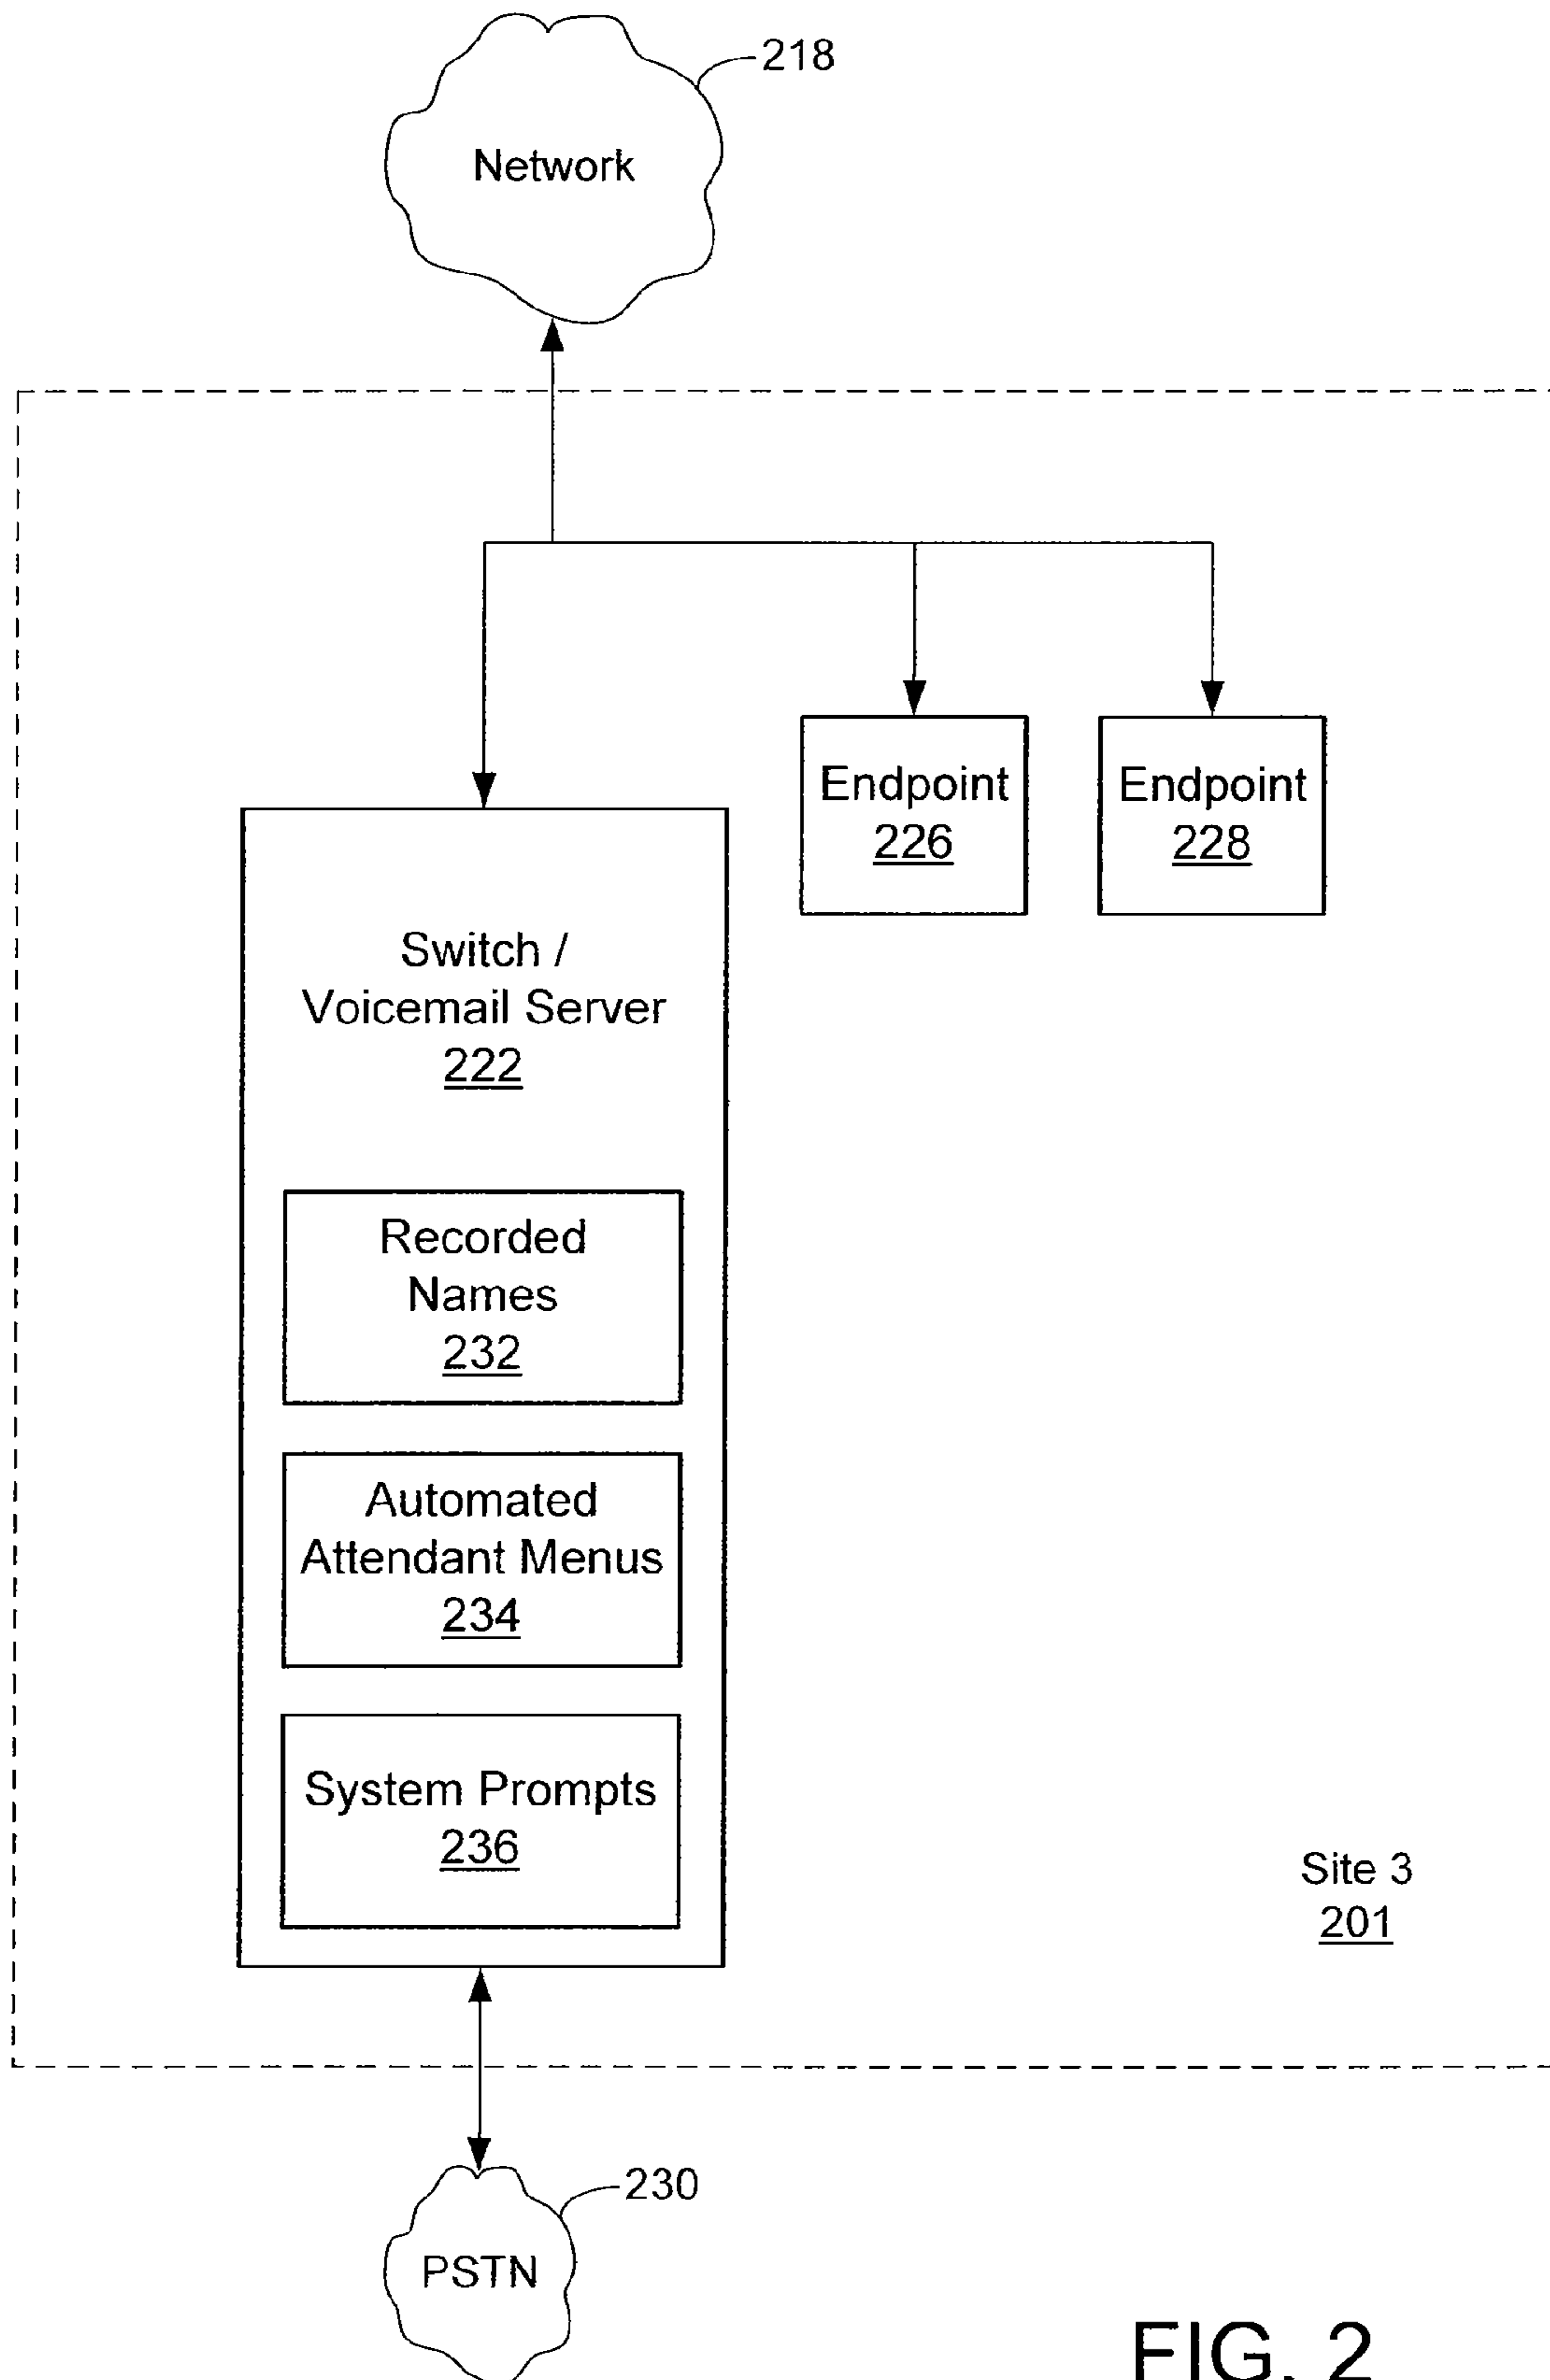 218
Network
Endpoint
226
Endpoint
228
Switch /
Voicemail Server
222
Recorded
Names
232
Automated
Attendant Menus
234
System Prompts
236
Site 3
201
230
PSTN
FIG. 2